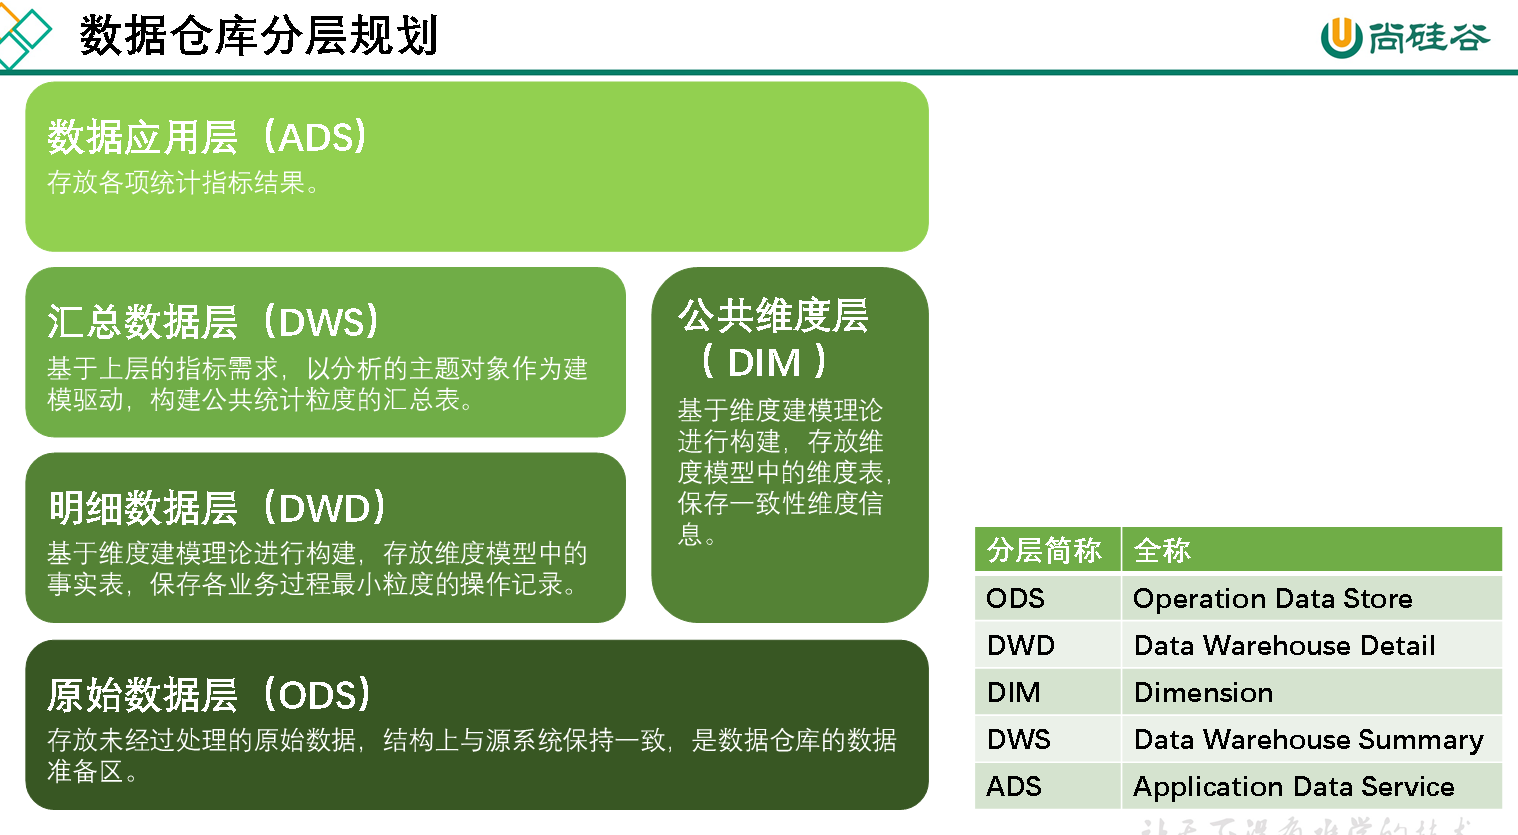 数据仓库分层规划
尚硅谷
数据应用层（ADS）
存放各项统计指标结果。
汇总数据层（DWS）
基于上层的指标需求，以分析的主题对象作为建
模驱动，构建公共统计粒度的汇总表。
公共维度层
（ DIM ）
基于维度建模理论
进行构建，存放维
度模型中的维度表，
保存一致性维度信
息。
明细数据层（DWD）
基于维度建模理论进行构建，存放维度模型中的
事实表，保存各业务过程最小粒度的操作记录。
原始数据层（ODS）
存放未经过处理的原始数据，结构上与源系统保持一致，是数据仓库的数据
准备区。
分层简称 全称
ODS Operation Data Store
DWD Data Warehouse Detail
DIM Dimension
DWS Data Warehouse Summary
ADS Application Data Service